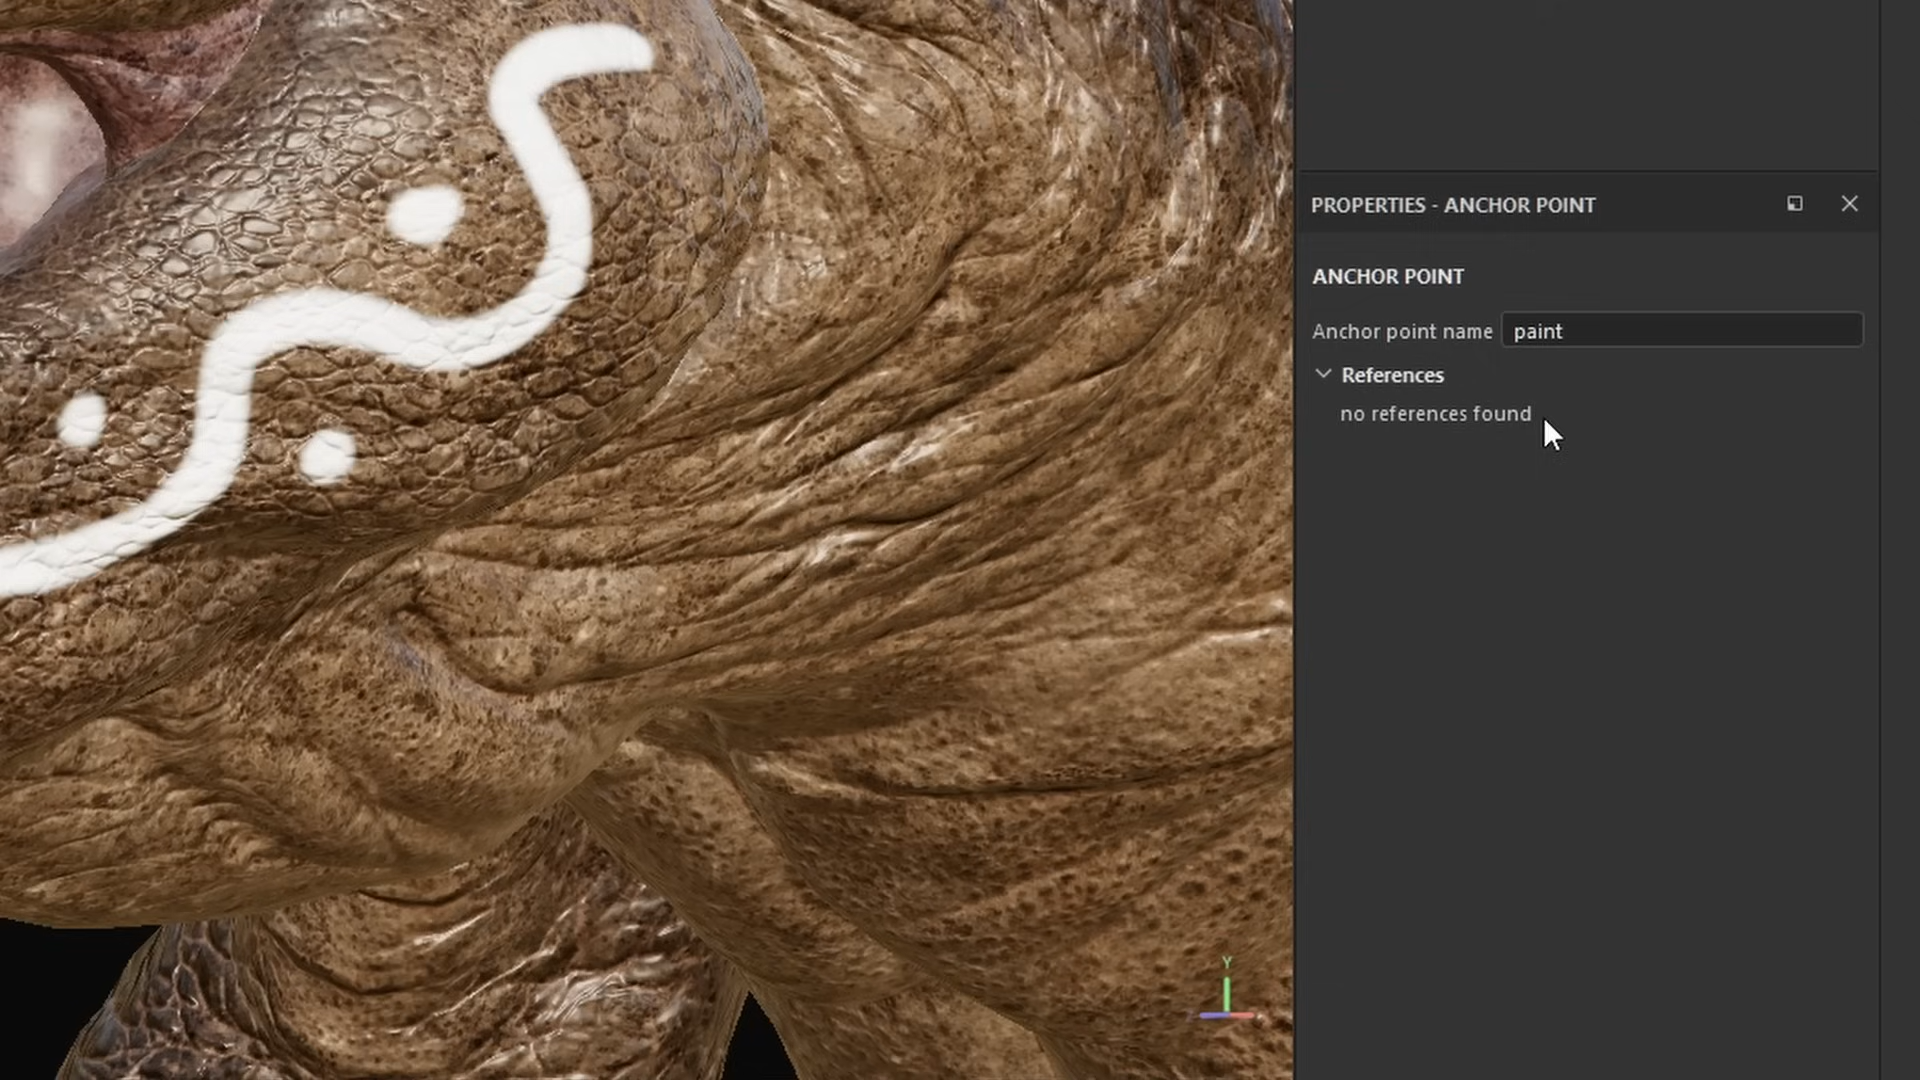 PROPERTIES - ANCHOR POINT
ANCHOR POINT
Anchor point name paint
References
no references found
Y